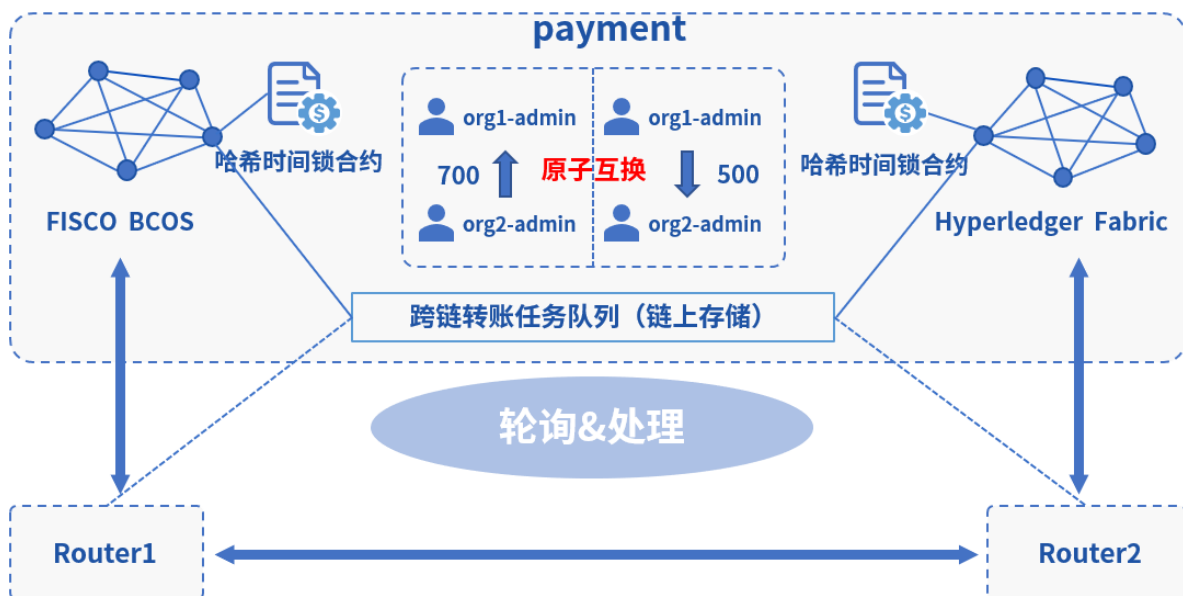 payment
org1-admin
org1-admin
哈希时间锁合约
700
原子互换
500
哈希时间锁合约
FISCO BCOS
org2-admin
org2-admin
Hyperledger Fabric
跨链转账任务队列（链上存储）
轮询&处理
Router1
Router2